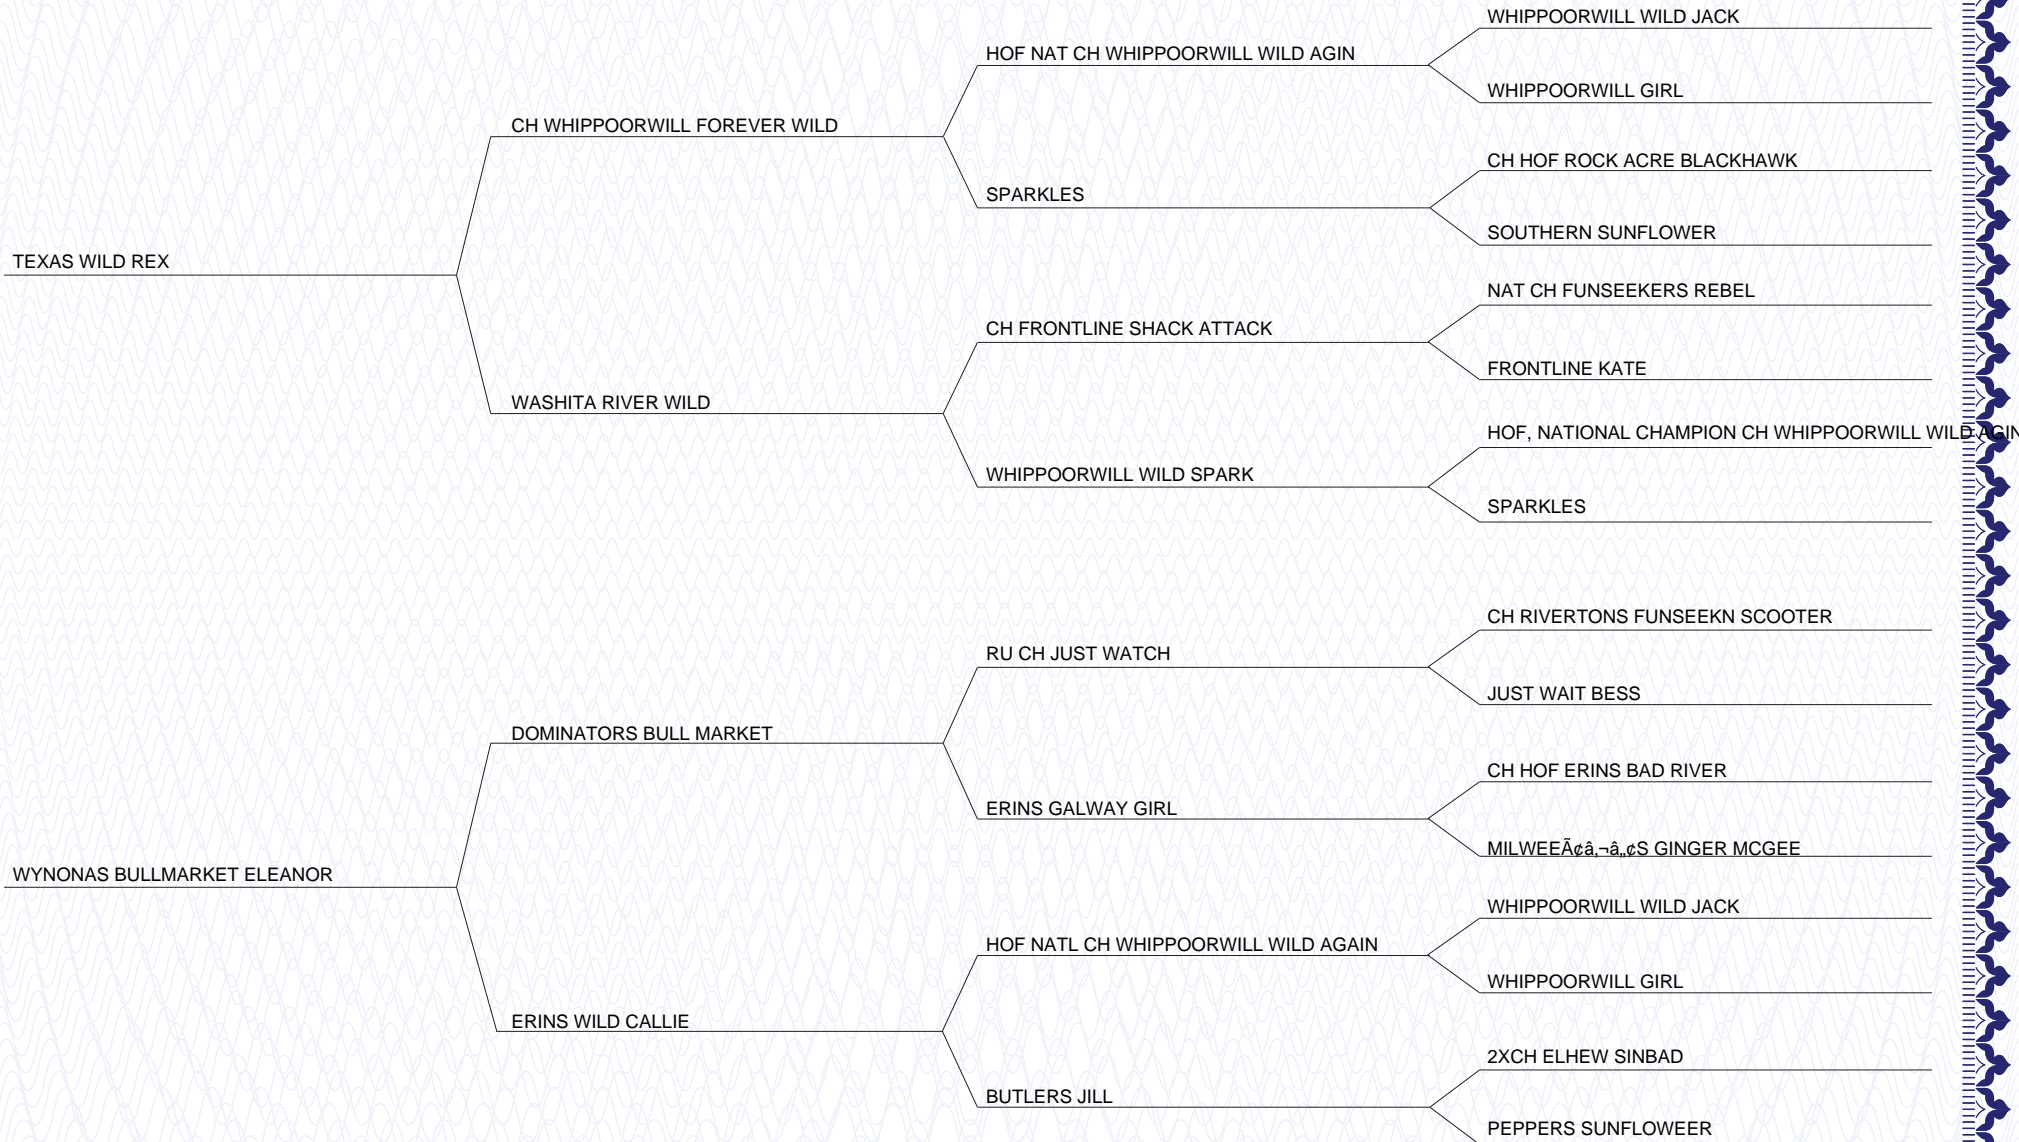 WHIPPOORWILL WILD JACK
HOF NAT CH WHIPPOORWILL WILD AGIN
WHIPPOORWILL GIRL
CH WHIPPOORWILL FOREVER WILD
CH HOF ROCK ACRE BLACKHAWK
SPARKLES
SOUTHERN SUNFLOWER
TEXAS WILD REX
NAT CH FUNSEEKERS REBEL
CH FRONTLINE SHACK ATTACK
FRONTLINE KATE
WASHITA RIVER WILD
HOF, NATIONAL CHAMPION CH WHIPPOORWILL WILD AGIN
WHIPPOORWILL WILD SPARK
SPARKLES
CH RIVERTONS FUNSEEKN SCOOTER
RU CH JUST WATCH
JUST WAIT BESS
DOMINATORS BULL MARKET
CH HOF ERINS BAD RIVER
ERINS GALWAY GIRL
MILWEEÃ¢â‚¬â„¢S GINGER MCGEE
WYNONAS BULLMARKET ELEANOR
WHIPPOORWILL WILD JACK
HOF NATL CH WHIPPOORWILL WILD AGAIN
WHIPPOORWILL GIRL
ERINS WILD CALLIE
2XCH ELHEW SINBAD
BUTLERS JILL
PEPPERS SUNFLOWEER